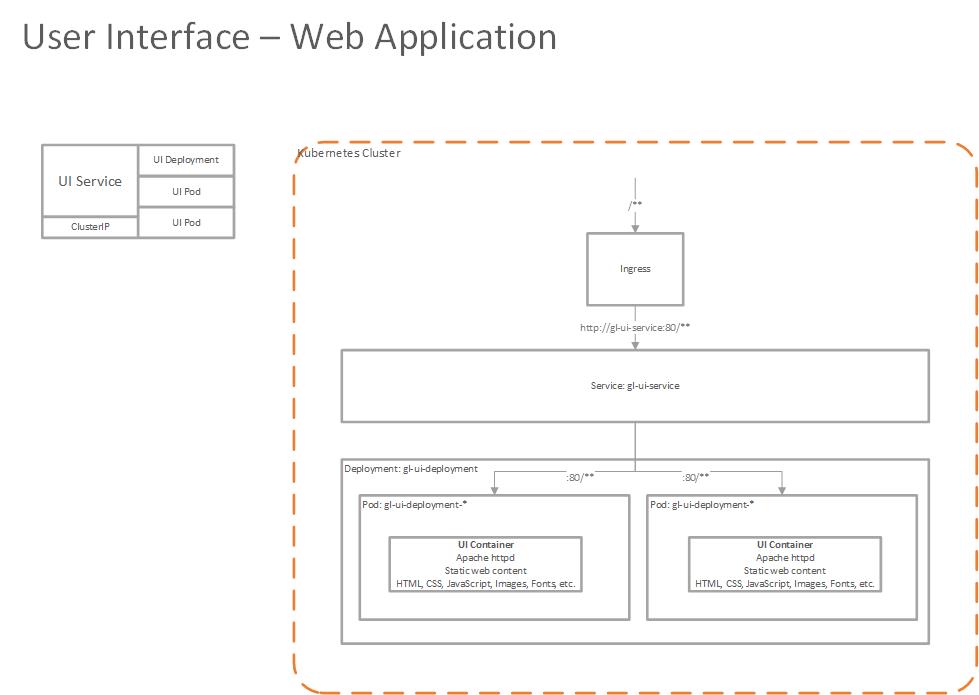 User Interface – Web Application
UI Service
ClusterIP
UI Deployment
UI Pod
UI Pod
Kubernetes Cluster
/**
Ingress
http://gl-ui-service:80/**
Service: gl-ui-service
Deployment: gl-ui-deployment
:80/**
:80/**
Pod: gl-ui-deployment-*
UI Container
Apache httpd
Static web content
HTML, CSS, JavaScript, Images, Fonts, etc.
Pod: gl-ui-deployment-*
UI Container
Apache httpd
Static web content
HTML, CSS, JavaScript, Images, Fonts, etc.